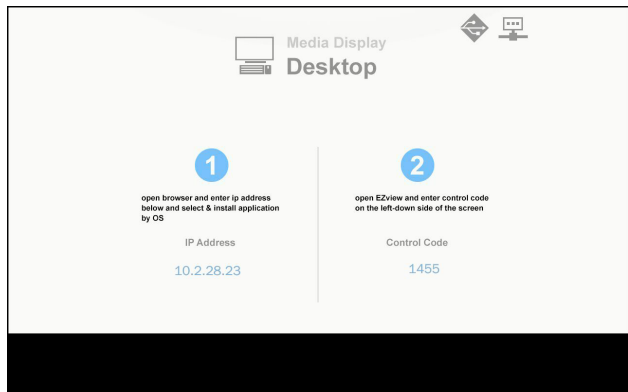 Media Display
Desktop
1
open browser and enter ip address
below and select & install application
by OS
IP Address
10.2.28.23
2
open EZview and enter control code
on the left-down side of the screen
Control Code
1455